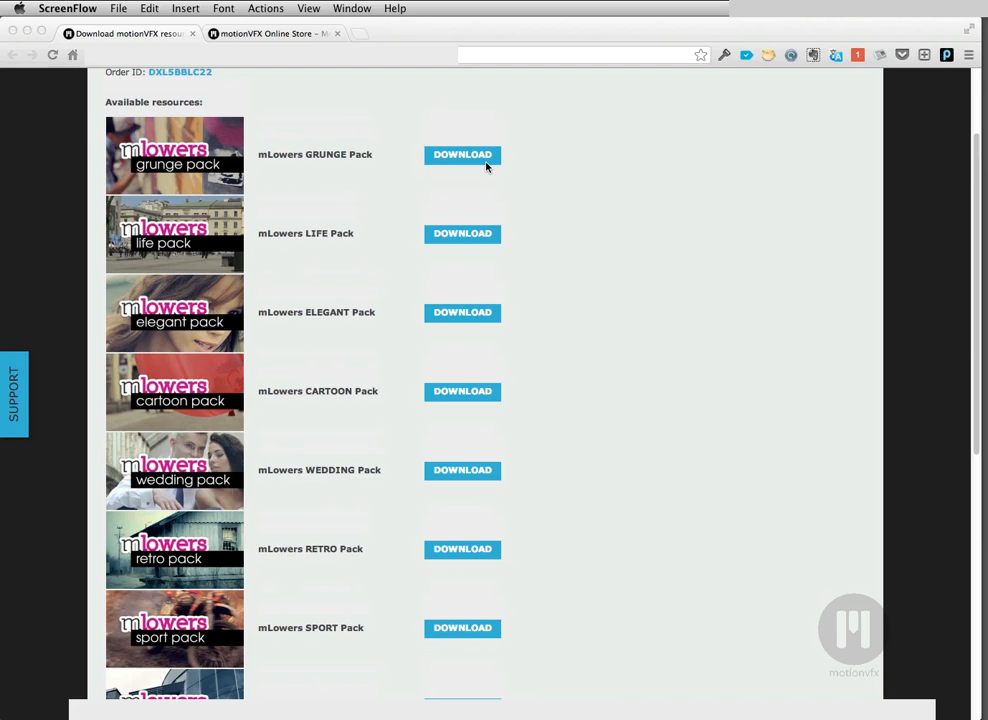 ScreenFlow File Edit Insert Font Actions View Window Help
Download motionVFX resou × motionVFX Online Store – M ×
Order ID: DXL5BBLC22
Available resources:
mlowers
grunge pack
mLowers GRUNGE Pack
DOWNLOAD
mlowers
life pack
mLowers LIFE Pack
DOWNLOAD
mlowers
elegant pack
mLowers ELEGANT Pack
DOWNLOAD
mlowers
cartoon pack
mLowers CARTOON Pack
DOWNLOAD
mlowers
wedding pack
mLowers WEDDING Pack
DOWNLOAD
mlowers
retro pack
mLowers RETRO Pack
DOWNLOAD
mlowers
sport pack
mLowers SPORT Pack
DOWNLOAD
SUPPORT
motionvfx